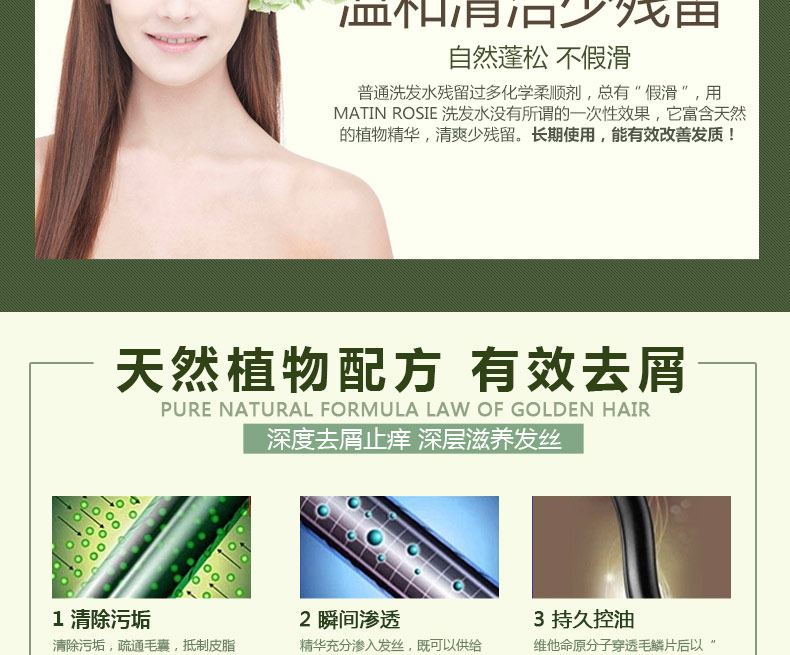 温和清洁少残留
自然蓬松 不假滑
普通洗发水残留过多化学柔顺剂，总有“假滑”，用
MATIN ROSIE 洗发水没有所谓的一次性效果，它富含天然
的植物精华，清爽少残留。长期使用，能有效改善发质！
天然植物配方 有效去屑
PURE NATURAL FORMULA LAW OF GOLDEN HAIR
深度去屑止痒 深层滋养发丝
1 清除污垢
2 瞬间渗透
3 持久控油
清除污垢，疏通毛囊，抵制皮脂
精华充分渗入发丝，既可以供给
维他命原分子穿透毛鳞片后以“